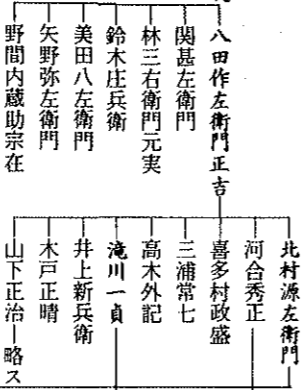 八田作左衛門正吉
関甚左衛門
林三右衛門元実
鈴木庄兵衛
美田八左衛門
矢野弥左衛門
野間内蔵助宗在
北村源左衛門
河合秀正
喜多村政盛
三浦常七
高木外記
滝川一貞
井上新兵衛
木戸正晴
山下正治―略ス